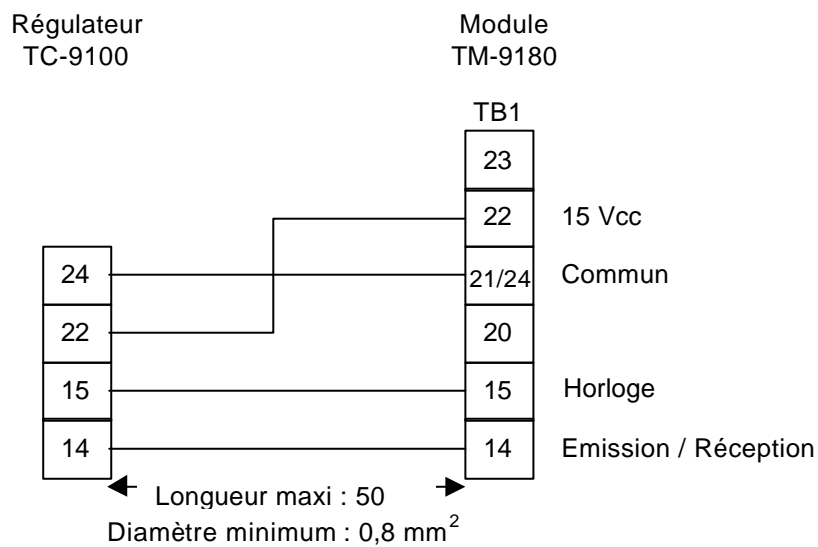 Régulateur
TC-9100
Module
TM-9180
TB1
23
22 15 Vcc
24 21/24 Commun
22 20
15 15 Horloge
14 14 Emission / Réception
Longueur maxi : 50
Diamètre minimum : 0,8 mm²